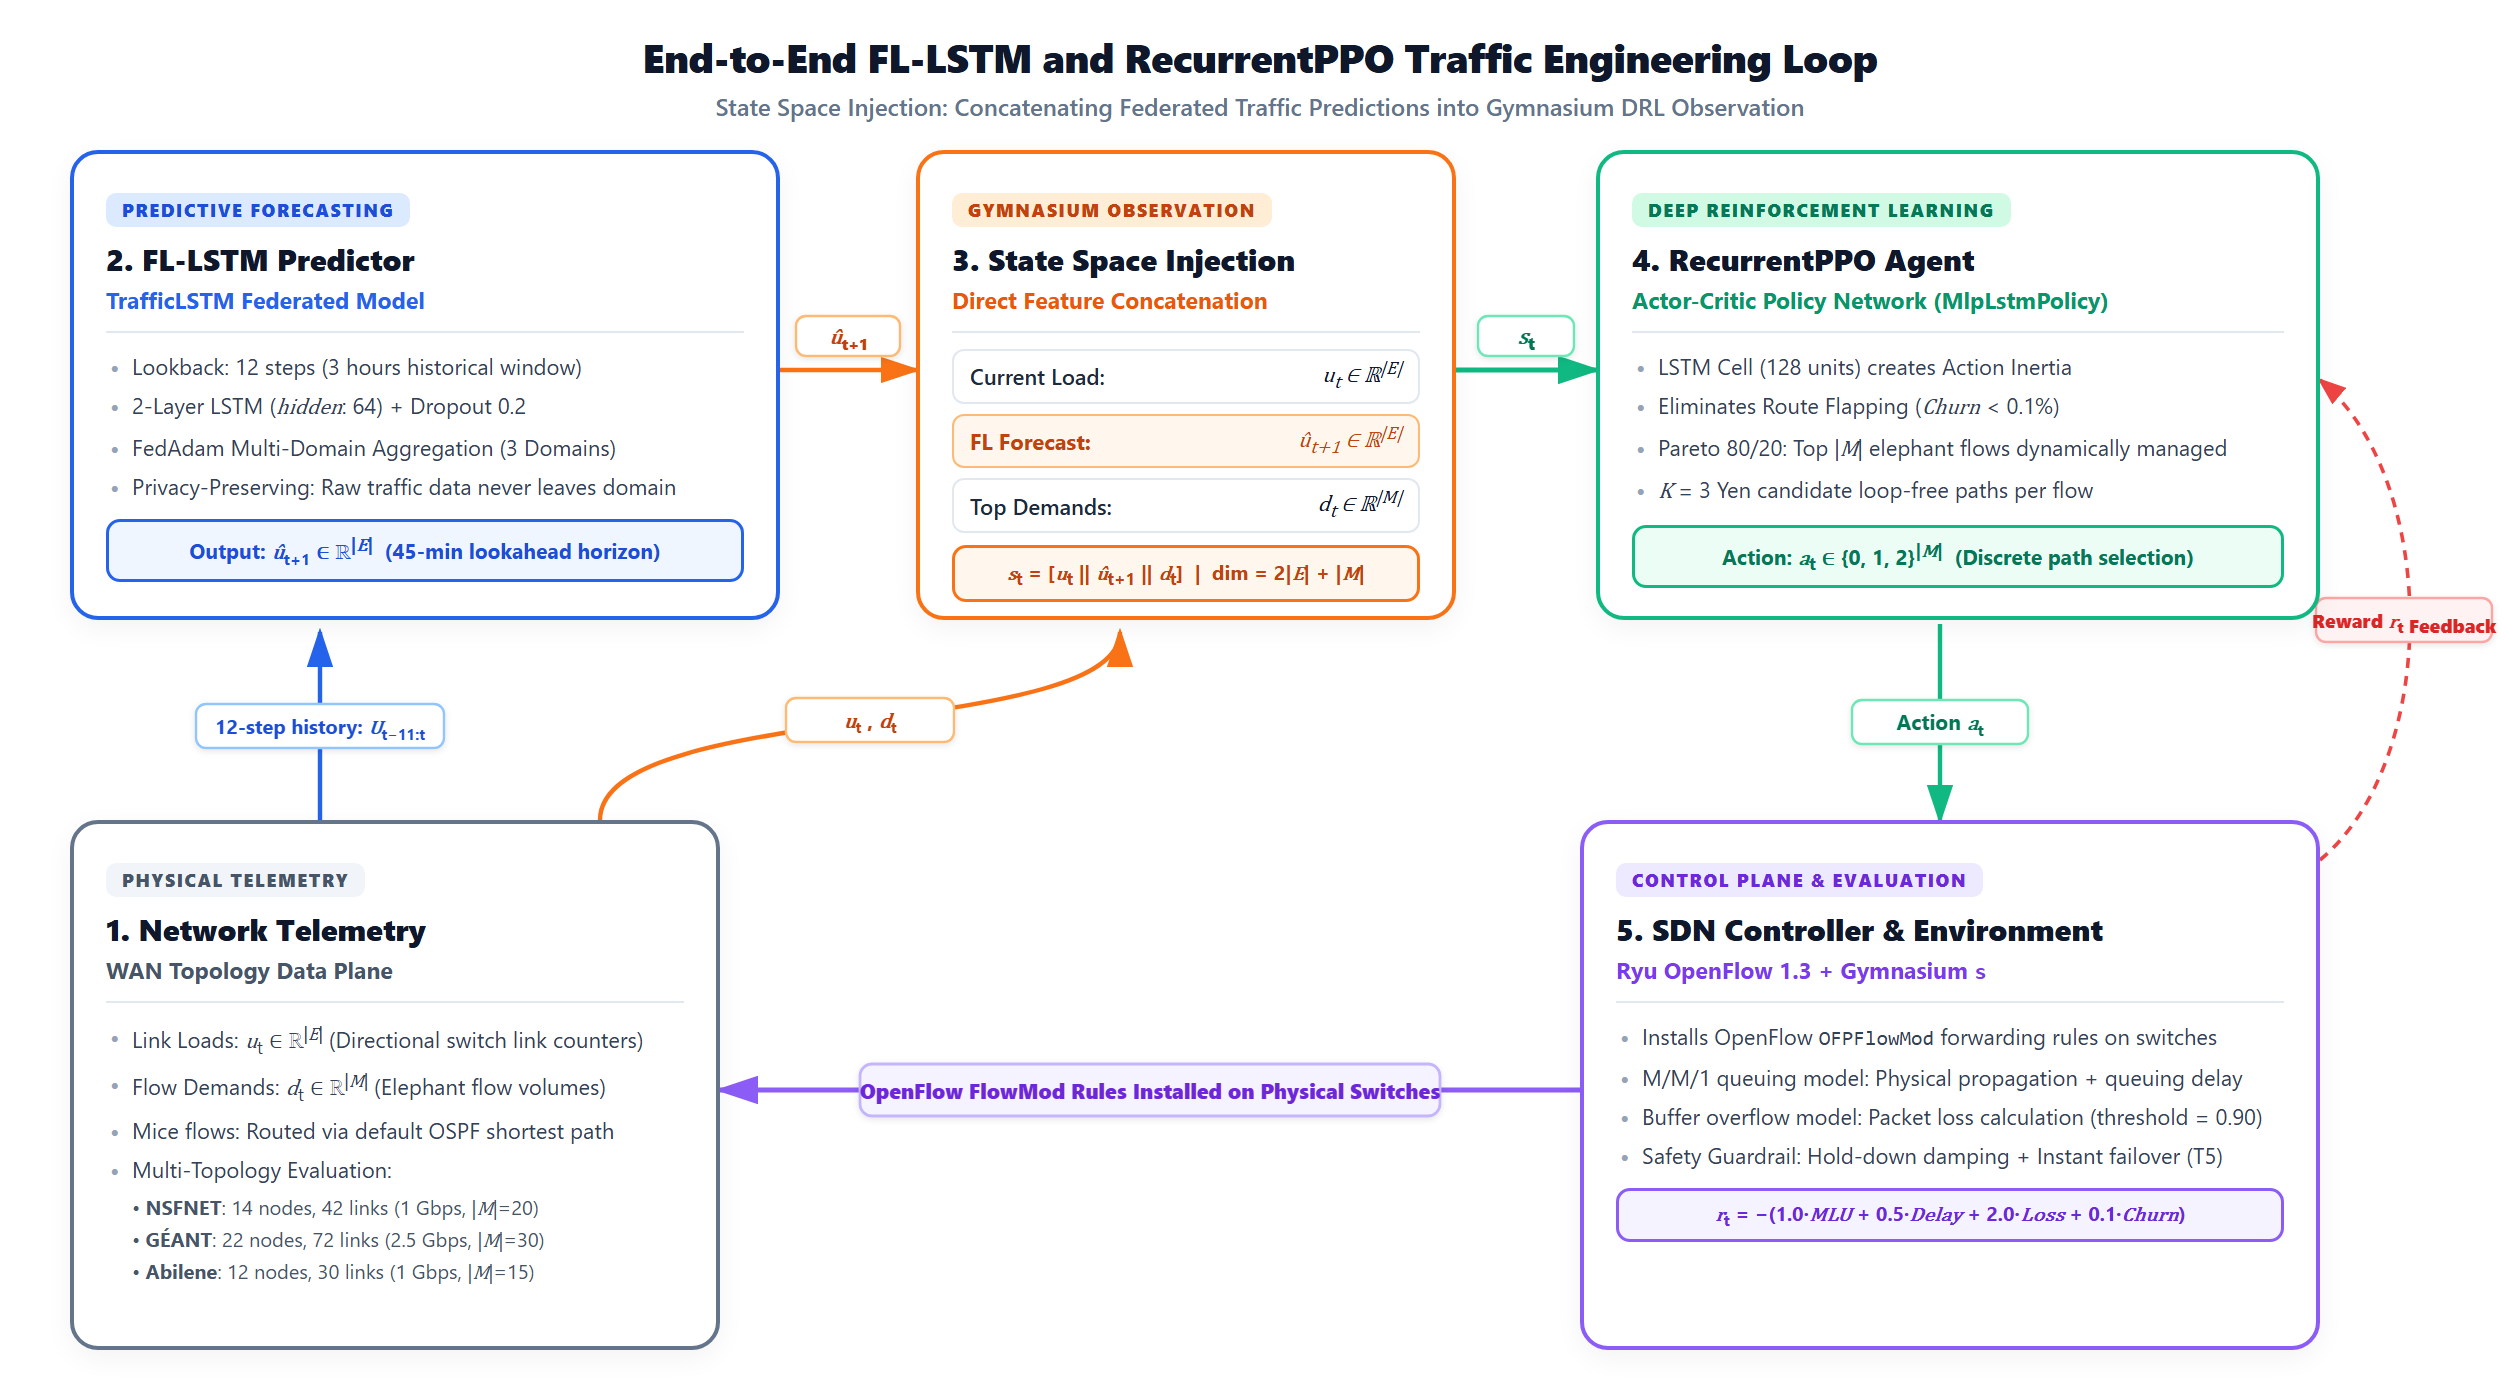 End-to-End FL-LSTM and RecurrentPPO Traffic Engineering Loop
State Space Injection: Concatenating Federated Traffic Predictions into Gymnasium DRL Observation
PREDICTIVE FORECASTING
2. FL-LSTM Predictor
TrafficLSTM Federated Model
• Lookback: 12 steps (3 hours historical window)
• 2-Layer LSTM (hidden: 64) + Dropout 0.2
• FedAdam Multi-Domain Aggregation (3 Domains)
• Privacy-Preserving: Raw traffic data never leaves domain
Output: û_{t+1} ∈ ℝ^{|E|} (45-min lookahead horizon)
û_{t+1}
GYMNASIUM OBSERVATION
3. State Space Injection
Direct Feature Concatenation
Current Load: u_t ∈ ℝ^{|E|}
FL Forecast: û_{t+1} ∈ ℝ^{|E|}
Top Demands: d_t ∈ ℝ^{|M|}
s_t = [u_t || û_{t+1} || d_t] | dim = 2|E| + |M|
s_t
DEEP REINFORCEMENT LEARNING
4. RecurrentPPO Agent
Actor-Critic Policy Network (MlpLstmPolicy)
• LSTM Cell (128 units) creates Action Inertia
• Eliminates Route Flapping (Churn < 0.1%)
• Pareto 80/20: Top |M| elephant flows dynamically managed
• K = 3 Yen candidate loop-free paths per flow
Action: a_t ∈ {0, 1, 2}^{|M|} (Discrete path selection)
Reward r_t Feedback
12-step history: U_{t−11:t}
u_t , d_t
Action a_t
PHYSICAL TELEMETRY
1. Network Telemetry
WAN Topology Data Plane
• Link Loads: u_t ∈ ℝ^{|E|} (Directional switch link counters)
• Flow Demands: d_t ∈ ℝ^{|M|} (Elephant flow volumes)
• Mice flows: Routed via default OSPF shortest path
• Multi-Topology Evaluation:
• NSFNET: 14 nodes, 42 links (1 Gbps, |M|=20)
• GÉANT: 22 nodes, 72 links (2.5 Gbps, |M|=30)
• Abilene: 12 nodes, 30 links (1 Gbps, |M|=15)
OpenFlow FlowMod Rules Installed on Physical Switches
CONTROL PLANE & EVALUATION
5. SDN Controller & Environment
Ryu OpenFlow 1.3 + Gymnasium s
• Installs OpenFlow OFPFlowMod forwarding rules on switches
• M/M/1 queuing model: Physical propagation + queuing delay
• Buffer overflow model: Packet loss calculation (threshold = 0.90)
• Safety Guardrail: Hold-down damping + Instant failover (T5)
r_t = −(1.0·MLU + 0.5·Delay + 2.0·Loss + 0.1·Churn)